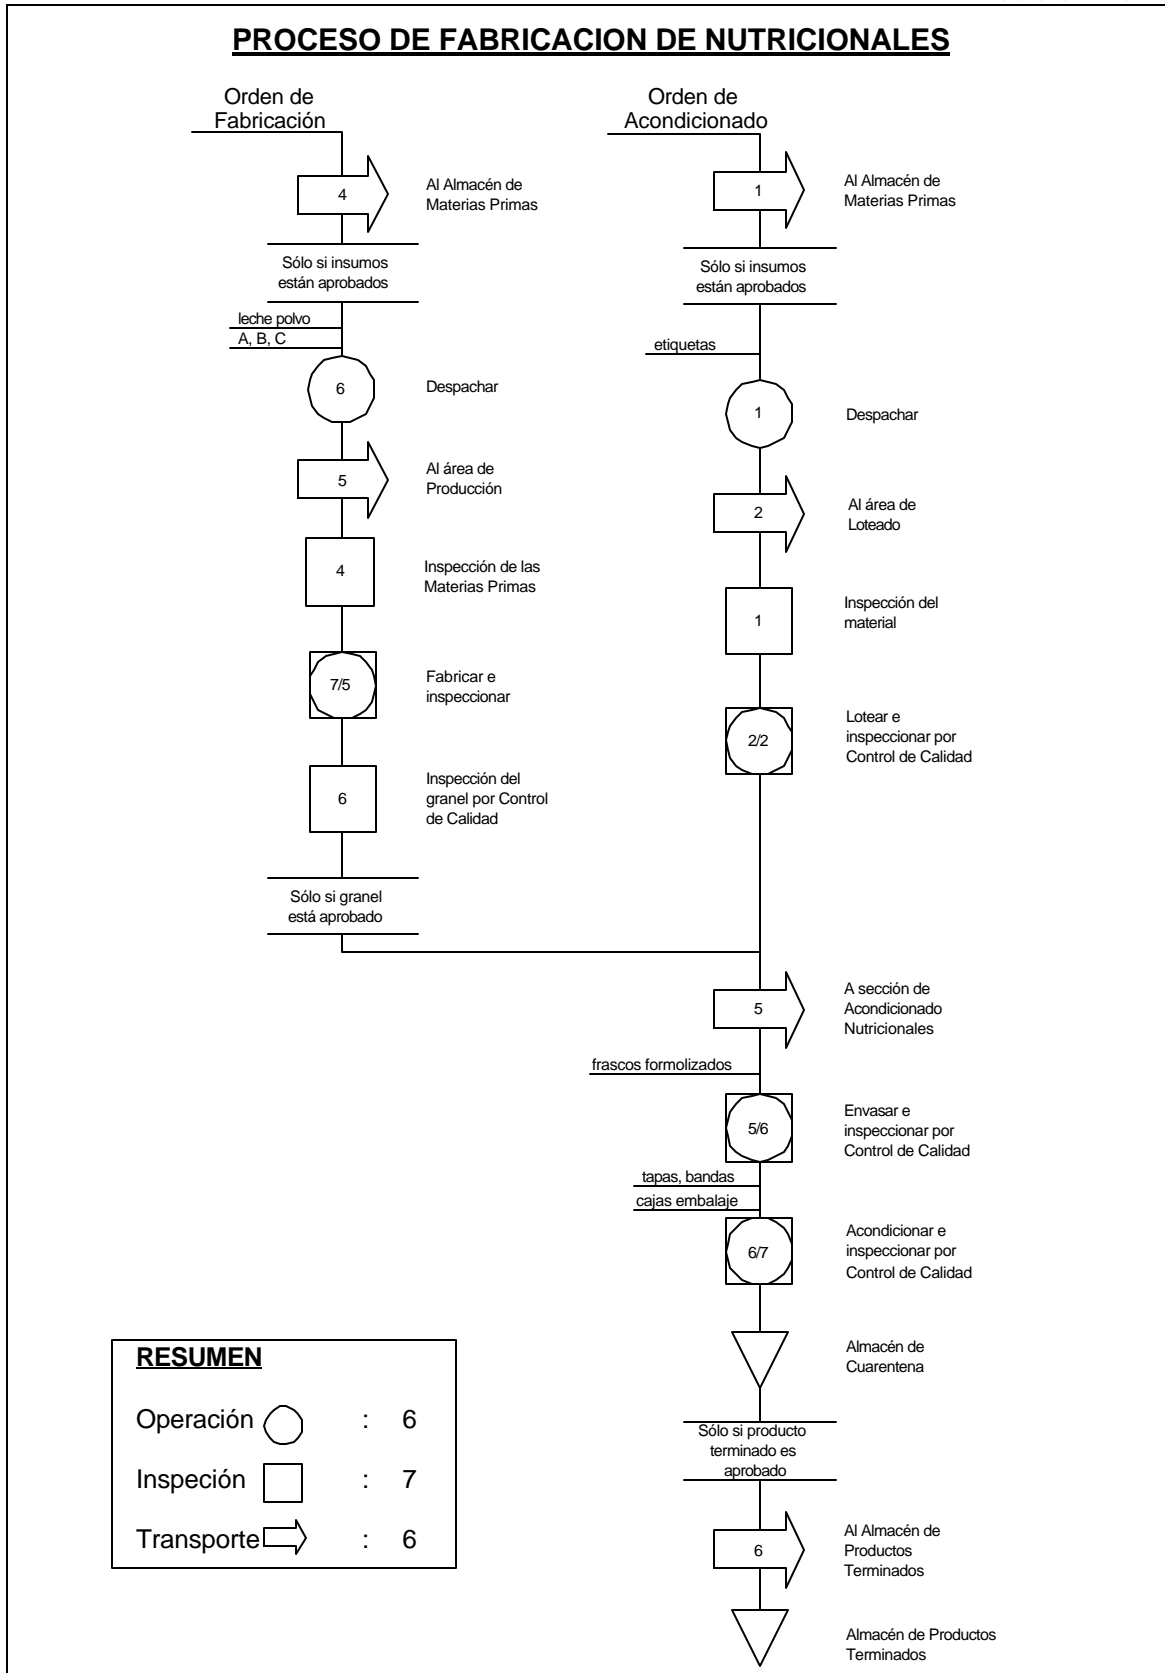 PROCESO DE FABRICACION DE NUTRICIONALES
Orden de
Fabricación
4
Al Almacén de
Materias Primas
Sólo si insumos
están aprobados
leche polvo
A, B, C
6
Despachar
5
Al área de
Producción
4
Inspección de las
Materias Primas
7/5
Fabricar e
inspeccionar
6
Inspección del
granel por Control
de Calidad
Sólo si granel
está aprobado
Orden de
Acondicionado
1
Al Almacén de
Materias Primas
Sólo si insumos
están aprobados
etiquetas
1
Despachar
2
Al área de
Loteado
1
Inspección del
material
2/2
Lotear e
inspeccionar por
Control de Calidad
5
A sección de
Acondicionado
Nutricionales
frascos formolizados
5/6
Envasar e
inspeccionar por
Control de Calidad
tapas, bandas
cajas embalaje
6/7
Acondicionar e
inspeccionar por
Control de Calidad
Almacén de
Cuarentena
Sólo si producto
terminado es
aprobado
6
Al Almacén de
Productos
Terminados
Almacén de Productos
Terminados
RESUMEN
Operación : 6
Inspeción : 7
Transporte : 6